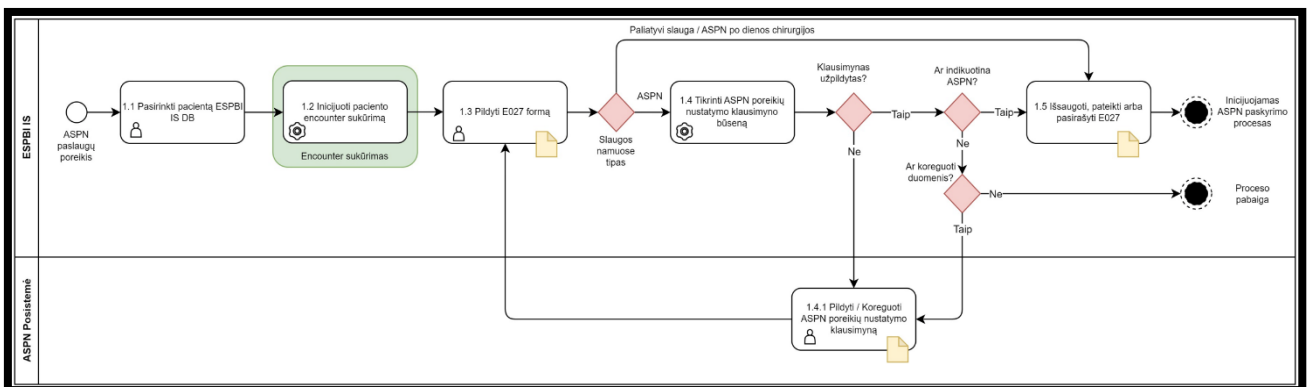 ESPBI IS
ASPN
paslaugų
poreikis
1.1 Pasirinkti pacientą ESPBI
IS DB
1.2 Inicijuoti paciento
encounter sukūrimą
Encounter sukūrimas
1.3 Pildyti E027 formą
Paliatyvi slauga / ASPN po dienos chirurgijos
Slaugos
namuose
tipas
ASPN
1.4 Tikrinti ASPN poreikių
nustatymo klausimyno
būseną
Klausimynas
užpildytas?
Taip
Ne
Ar indikuotina
ASPN?
Taip
Ne
Ar koreguoti
duomenis?
Ne
Taip
1.5 Išsaugoti, pateikti arba
pasirašyti E027
Inicijuojamas
ASPN paskyrimo
procesas
Proceso
pabaiga
ASPN Posistemė
1.4.1 Pildyti / Koreguoti
ASPN poreikių nustatymo
klausimyną